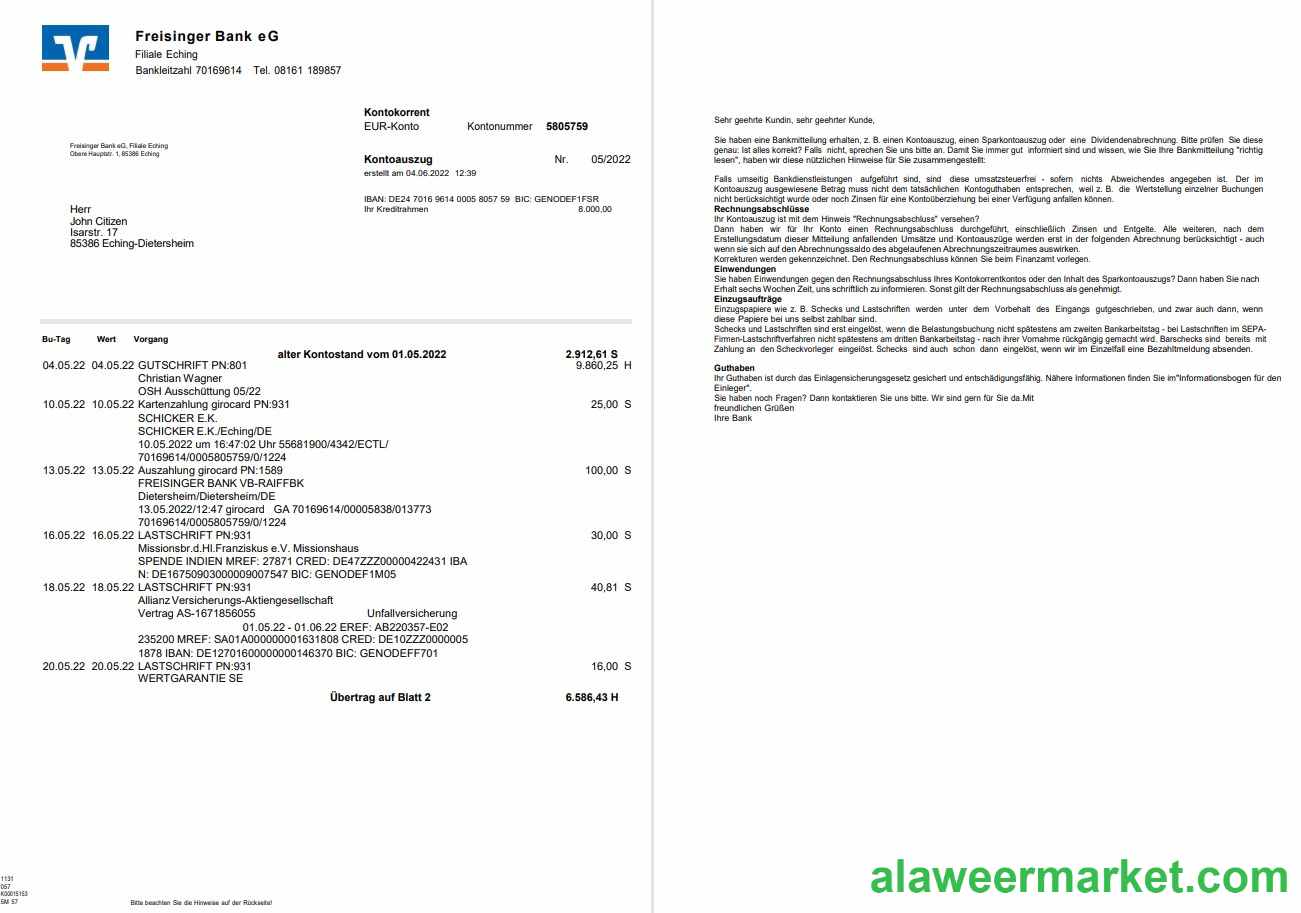 Freisinger Bank eG
Filiale Eching
Bankleitzahl 70169614 Tel. 08161 189857
Kontokorrent
EUR-Konto Kontonummer 5805759
Freisinger Bank eG, Filiale Eching
Obere Hauptstr. 1, 85386 Eching
Kontoauszug Nr. 05/2022
erstellt am 04.06.2022 12:39
IBAN: DE24 7016 9614 0005 8057 59 BIC: GENODEF1FSR
Ihr Kreditrahmen 8.000,00
Herr
John Citizen
Isarstr. 17
85386 Eching-Dietersheim
Bu-Tag Wert Vorgang
alter Kontostand vom 01.05.2022 2.912,61 S
04.05.22 04.05.22 GUTSCHRIFT PN:801 9.860,25 H
Christian Wagner
OSH Ausschüttung 05/22
10.05.22 10.05.22 Kartenzahlung girocard PN:931 25,00 S
SCHICKER E.K.
SCHICKER E.K./Eching/DE
10.05.2022 um 16:47:02 Uhr 55681900/4342/ECTL/
70169614/0005805759/0/1224
13.05.22 13.05.22 Auszahlung girocard PN:1589 100,00 S
FREISINGER BANK VB-RAIFFBK
Dietersheim/Dietersheim/DE
13.05.2022/12:47 girocard GA 70169614/00005838/013773
70169614/0005805759/0/1224
16.05.22 16.05.22 LASTSCHRIFT PN:931 30,00 S
Missionsbr.d.Hl.Franziskus e.V. Missionshaus
SPENDE INDIEN MREF: 27871 CRED: DE47ZZZ00000422431 IBA
N: DE16750903000009007547 BIC: GENODEF1M05
18.05.22 18.05.22 LASTSCHRIFT PN:931 40,81 S
Allianz Versicherungs-Aktiengesellschaft
Vertrag AS-1671856055 Unfallversicherung
01.05.22 - 01.06.22 EREF: AB220357-E02
235200 MREF: SA01A000000001631808 CRED: DE10ZZZ0000005
1878 IBAN: DE12701600000000146370 BIC: GENODEFF701
20.05.22 20.05.22 LASTSCHRIFT PN:931 16,00 S
WERTGARANTIE SE
Übertrag auf Blatt 2 6.586,43 H
1131
057
K00015153
SM 57
Bitte beachten Sie die Hinweise auf der Rückseite!
Sehr geehrte Kundin, sehr geehrter Kunde,
Sie haben eine Bankmitteilung erhalten, z. B. einen Kontoauszug, einen Sparkontoauszug oder eine Dividendenabrechnung. Bitte prüfen Sie diese
genau: Ist alles korrekt? Falls nicht, sprechen Sie uns bitte an. Damit Sie immer gut informiert sind und wissen, wie Sie Ihre Bankmitteilung "richtig
lesen", haben wir diese nützlichen Hinweise für Sie zusammengestellt:
Falls umseitig Bankdienstleistungen aufgeführt sind, sind diese umsatzsteuerfrei - sofern nichts Abweichendes angegeben ist. Der im
Kontoauszug ausgewiesene Betrag muss nicht dem tatsächlichen Kontoguthaben entsprechen, weil z. B. die Wertstellung einzelner Buchungen
nicht berücksichtigt wurde oder noch Zinsen für eine Kontoüberziehung bei einer Verfügung anfallen können.
Rechnungsabschlüsse
Ihr Kontoauszug ist mit dem Hinweis "Rechnungsabschluss" versehen?
Dann haben wir für Ihr Konto einen Rechnungsabschluss durchgeführt, einschließlich Zinsen und Entgelte. Alle weiteren, nach dem
Erstellungsdatum dieser Mitteilung anfallenden Umsätze und Kontoauszüge werden erst in der folgenden Abrechnung berücksichtigt - auch
wenn sie sich auf den Abrechnungssaldo des abgelaufenen Abrechnungszeitraumes auswirken.
Korrekturen werden gekennzeichnet. Den Rechnungsabschluss können Sie beim Finanzamt vorlegen.
Einwendungen
Sie haben Einwendungen gegen den Rechnungsabschluss Ihres Kontokorrentkontos oder den Inhalt des Sparkontoauszugs? Dann haben Sie nach
Erhalt sechs Wochen Zeit, uns schriftlich zu informieren. Sonst gilt der Rechnungsabschluss als genehmigt.
Einzugsaufträge
Einzugspapiere wie z. B. Schecks und Lastschriften werden unter dem Vorbehalt des Eingangs gutgeschrieben, und zwar auch dann, wenn
diese Papiere bei uns selbst zahlbar sind.
Schecks und Lastschriften sind erst eingelöst, wenn die Belastungsbuchung nicht spätestens am zweiten Bankarbeitstag - bei Lastschriften im SEPA-
Firmen-Lastschriftverfahren nicht spätestens am dritten Bankarbeitstag - nach ihrer Vornahme rückgängig gemacht wird. Barschecks sind bereits mit
Zahlung an den Scheckvorleger eingelöst. Schecks sind auch schon dann eingelöst, wenn wir im Einzelfall eine Bezahltmeldung absenden.
Guthaben
Ihr Guthaben ist durch das Einlagensicherungsgesetz gesichert und entschädigungsfähig. Nähere Informationen finden Sie im"Informationsbogen für den
Einleger".
Sie haben noch Fragen? Dann kontaktieren Sie uns bitte. Wir sind gern für Sie da.Mit
freundlichen Grüßen
Ihre Bank
alaweermarket.com